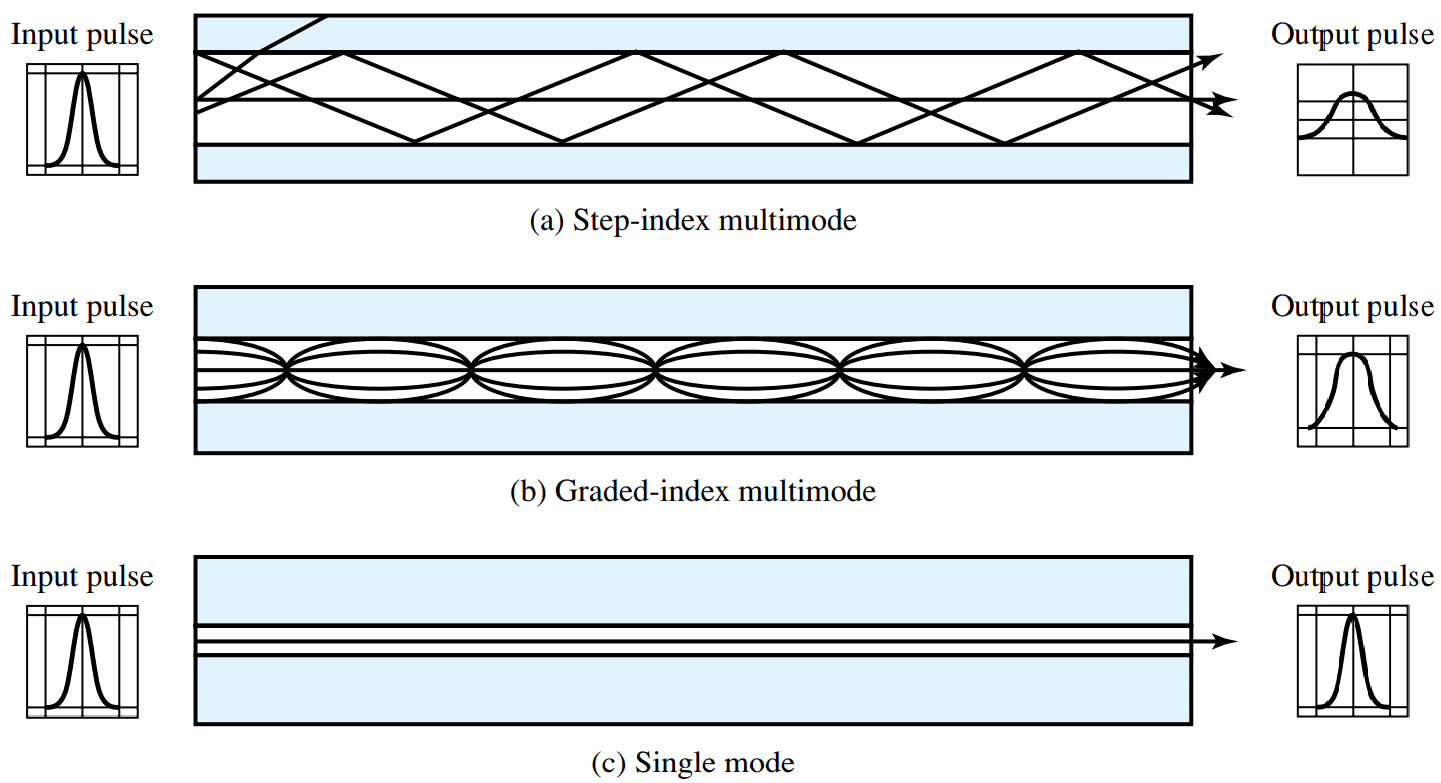 Input pulse
Output pulse
(a) Step-index multimode
Input pulse
Output pulse
(b) Graded-index multimode
Input pulse
Output pulse
(c) Single mode